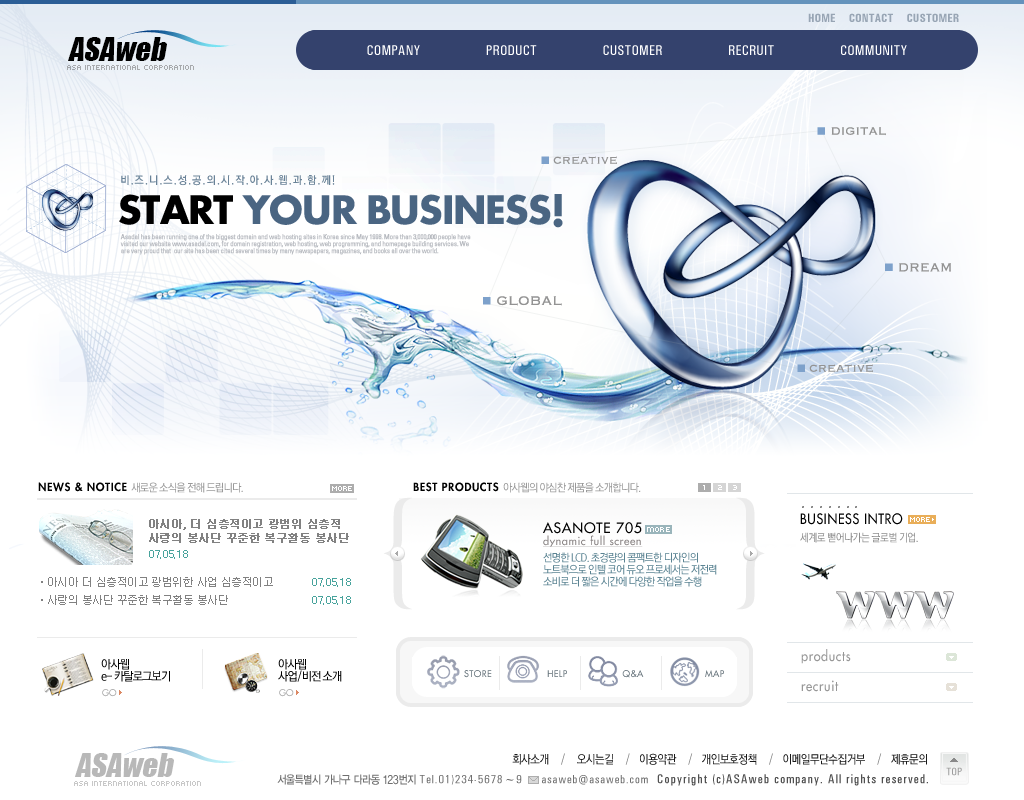 HOME CONTACT CUSTOMER
ASAweb
ASA INTERNATIONAL CORPORATION
COMPANY PRODUCT CUSTOMER RECRUIT COMMUNITY
DIGITAL
CREATIVE
비.즈.니.스.성.공.의.시.작.아.사.웹.과.함.께!
START YOUR BUSINESS!
Asadal has been running one of the biggest domain and web hosting sites in Korea since May 1998. More than 3,000,000 people have
visited our website www.asadal.com, for domain registration, web hosting, web programming, and homepage building services. We
are very proud that our site has been cited several times by many newspapers, magazines, and books all over the world.
DREAM
GLOBAL
CREATIVE
NEWS & NOTICE 새로운 소식을 전해 드립니다. MORE
아시아, 더 심층적이고 광범위 심층적
사랑의 봉사단 꾸준한 복구활동 봉사단
07,05,18
· 아시아 더 심층적이고 광범위한 사업 심층적이고 07,05,18
· 사랑의 봉사단 꾸준한 복구활동 봉사단 07,05,18
아사웹
e- 카탈로그보기
GO
아사웹
사업/비전 소개
GO
BEST PRODUCTS 아사웹의 야심찬 제품을 소개합니다. 1 2 3
ASANOTE 705 MORE
dynamic full screen
선명한 LCD. 초경량의 콤팩트한 디자인의
노트북으로 인텔 코어 듀오 프로세서는 저전력
소비로 더 짧은 시간에 다양한 작업을 수행
STORE HELP Q&A MAP
BUSINESS INTRO MORE
세계로 뻗어나가는 글로벌 기업.
WWW
products
recruit
ASAweb
ASA INTERNATIONAL CORPORATION
회사소개 / 오시는길 / 이용약관 / 개인보호정책 / 이메일무단수집거부 / 제휴문의
서울특별시 가나구 다라동 123번지 Tel.01)234-5678 ~ 9 asaweb@asaweb.com Copyright (c)ASAweb company. All rights reserved.
TOP